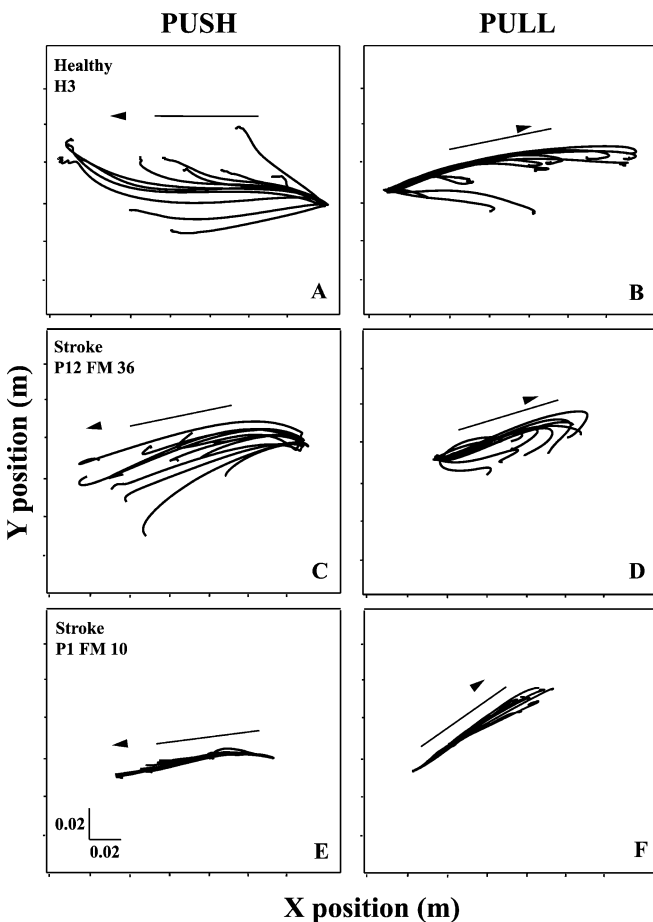 PUSH
PULL
Healthy
H3
A
B
Stroke
P12 FM 36
C
D
Stroke
P1 FM 10
0.02
0.02
E
F
Y position (m)
X position (m)